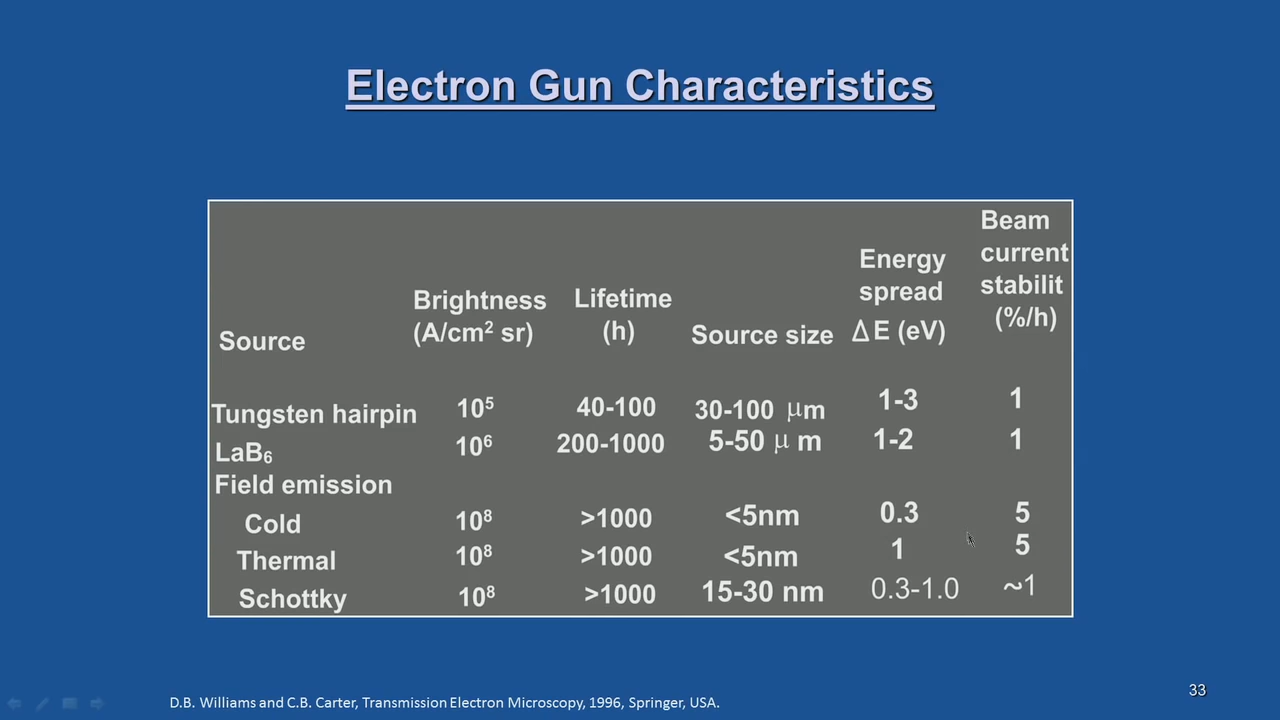 Electron Gun Characteristics
Source Brightness (A/cm² sr) Lifetime (h) Source size Energy spread Δ E (eV) Beam current stabilit (%/h)
Tungsten hairpin 10⁵ 40-100 30-100 μm 1-3 1
LaB₆ 10⁶ 200-1000 5-50 μ m 1-2 1
Field emission
Cold 10⁸ >1000 <5nm 0.3 5
Thermal 10⁸ >1000 <5nm 1 5
Schottky 10⁸ >1000 15-30 nm 0.3-1.0 ~1
33
D.B. Williams and C.B. Carter, Transmission Electron Microscopy, 1996, Springer, USA.